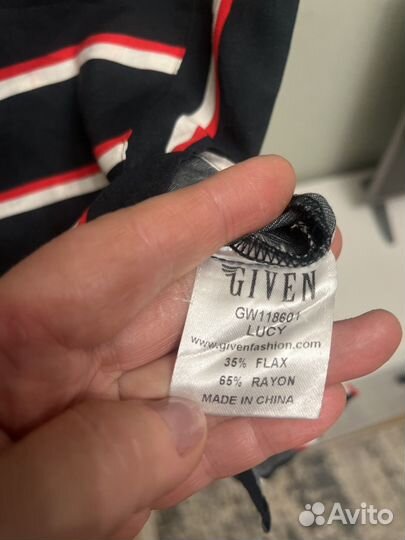 GIVEN
GW118601
LUCY
www.givenfashion.com
35% FLAX
65% RAYON
MADE IN CHINA
Avito